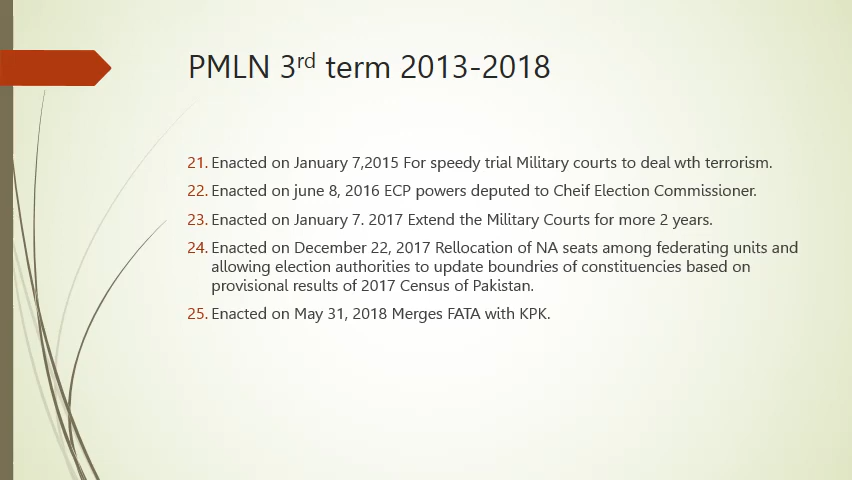 PMLN 3rd term 2013-2018
21. Enacted on January 7,2015 For speedy trial Military courts to deal wth terrorism.
22. Enacted on june 8, 2016 ECP powers deputed to Cheif Election Commissioner.
23. Enacted on January 7. 2017 Extend the Military Courts for more 2 years.
24. Enacted on December 22, 2017 Rellocation of NA seats among federating units and
allowing election authorities to update boundries of constituencies based on
provisional results of 2017 Census of Pakistan.
25. Enacted on May 31, 2018 Merges FATA with KPK.